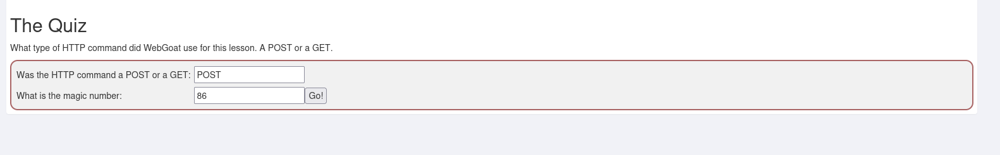 The Quiz
What type of HTTP command did WebGoat use for this lesson. A POST or a GET.
Was the HTTP command a POST or a GET: POST
What is the magic number: 86 Go!